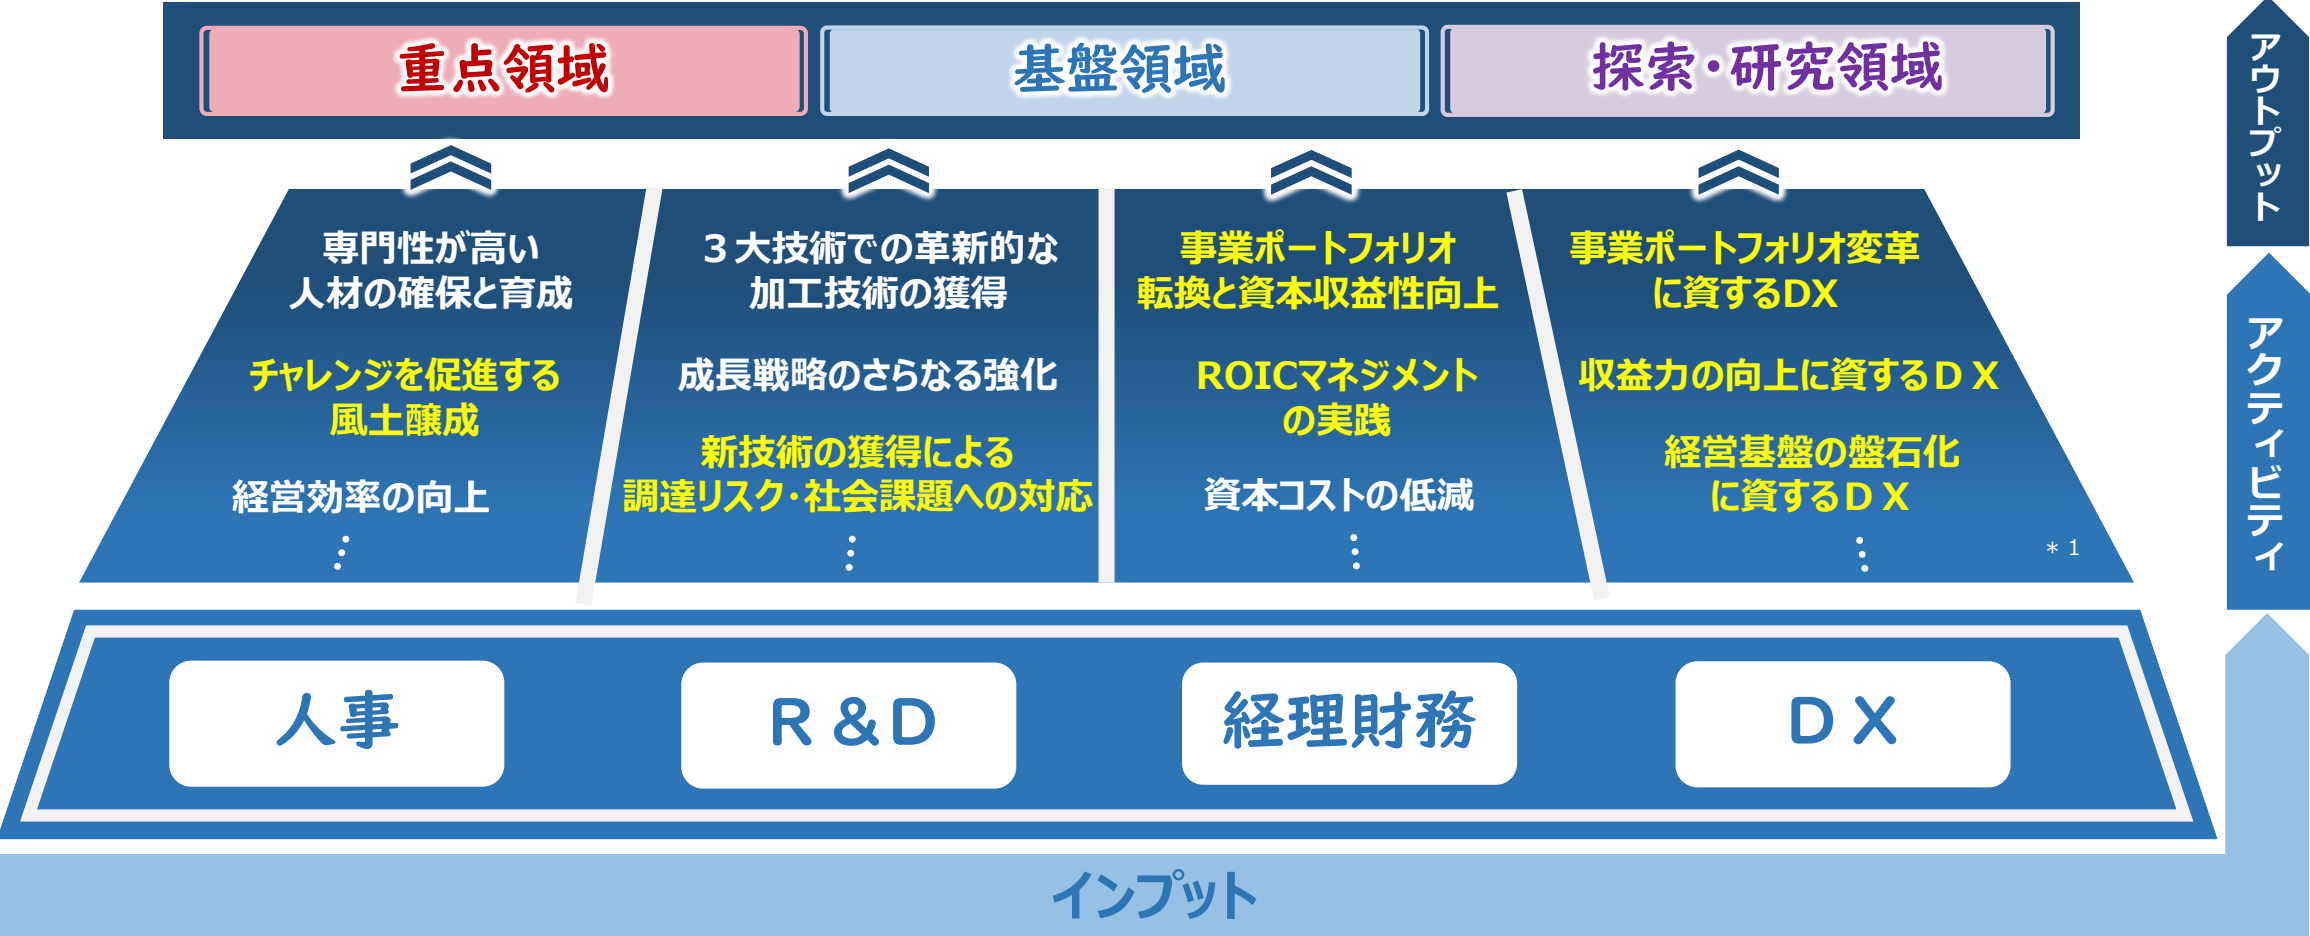 重点領域
基盤領域
探索・研究領域
アウトプット
専門性が高い
人材の確保と育成
チャレンジを促進する
風土醸成
経営効率の向上
⋮
３大技術での革新的な
加工技術の獲得
成長戦略のさらなる強化
新技術の獲得による
調達リスク・社会課題への対応
⋮
事業ポートフォリオ
転換と資本収益性向上
ROICマネジメント
の実践
資本コストの低減
⋮
事業ポートフォリオ変革
に資するDX
収益力の向上に資するＤＸ
経営基盤の盤石化
に資するＤＸ
⋮
＊1
アクティビティ
人事
Ｒ＆Ｄ
経理財務
ＤＸ
インプット